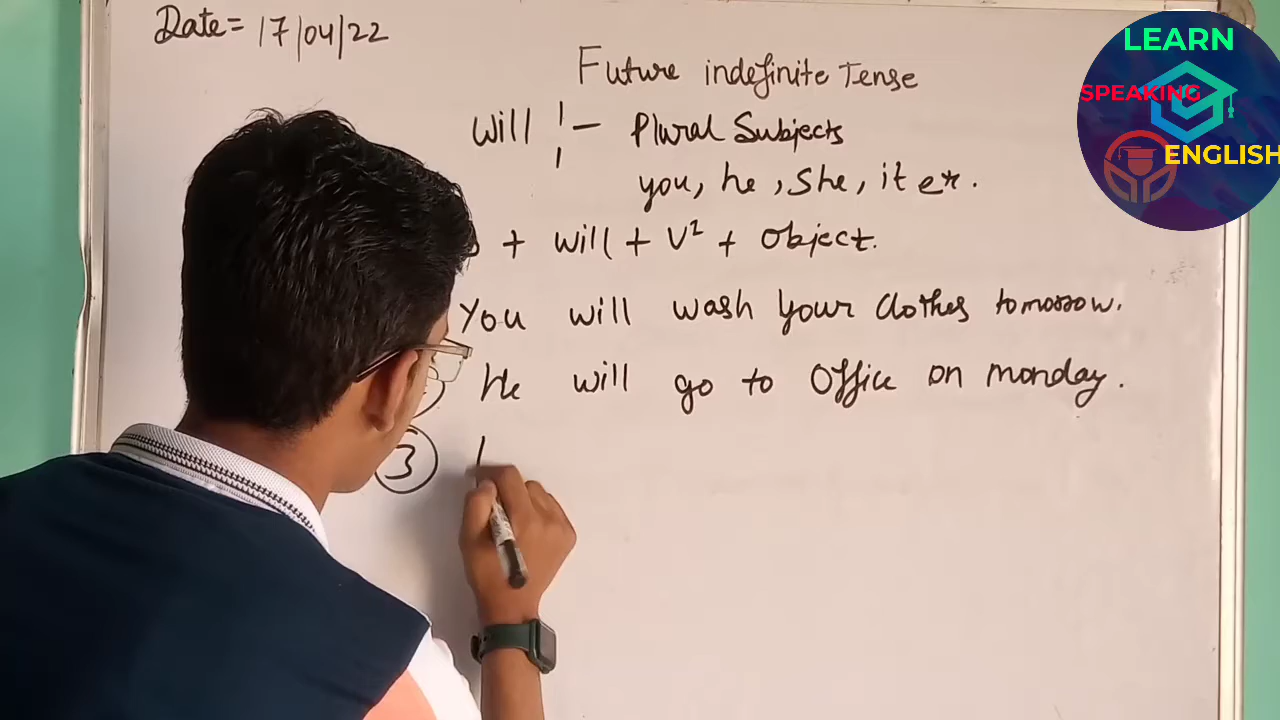 Date= 17/04/22
Future indefinite Tense
Will :- Plural Subjects
you, he, She, it etc.
+ will + V1 + Object.
You will wash your clothes tomorrow.
He will go to Office on monday.
3
LEARN
SPEAKING
ENGLISH